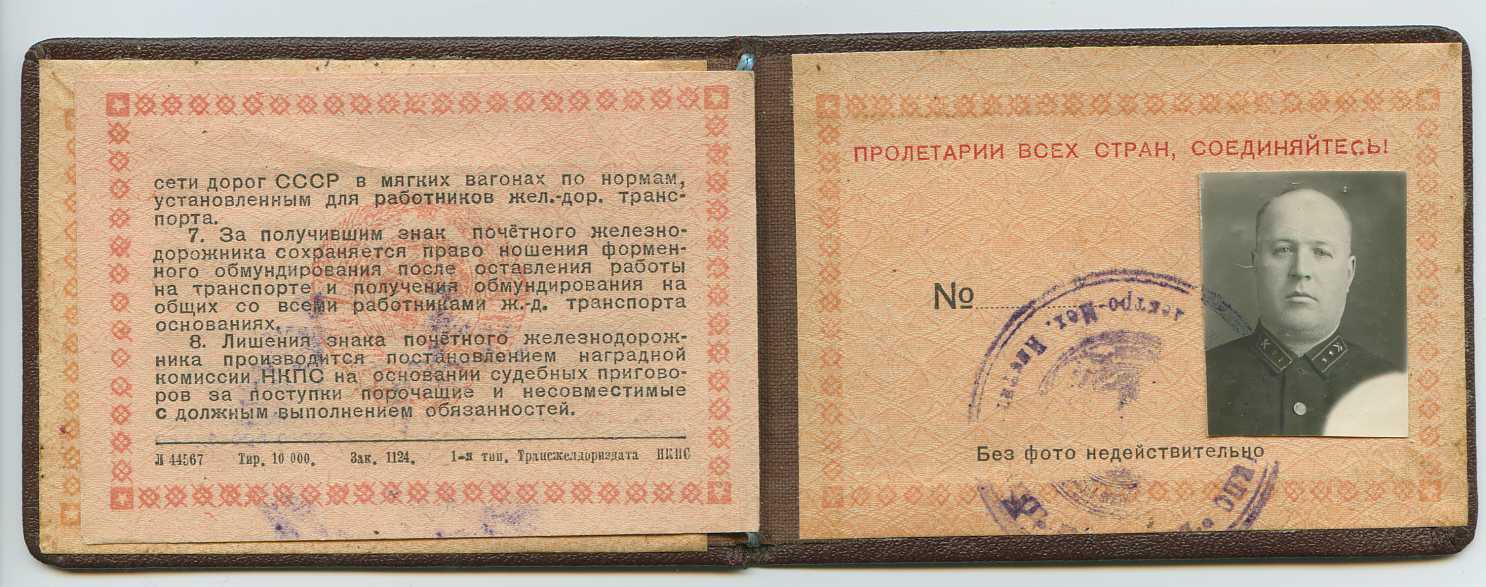 сети дорог СССР в мягких вагонах по нормам,
установленным для работников жел.-дор. транс-
порта.
7. За получившим знак почётного железно-
дорожника сохраняется право ношения формен-
ного обмундирования после оставления работы
на транспорте и получения обмундирования на
общих со всеми работниками ж.-д. транспорта
основаниях.
8. Лишения знака почётного железнодорож-
ника производится постановлением наградной
комиссии НКПС на основании судебных пригово-
ров за поступки порочащие и несовместимые
с должным выполнением обязанностей.
Л 44567 Тир. 10 000. Зак. 1124. 1-я тип. Трансжелдориздата НКПС
ПРОЛЕТАРИИ ВСЕХ СТРАН, СОЕДИНЯЙТЕСЬ!
№
Без фото недействительно